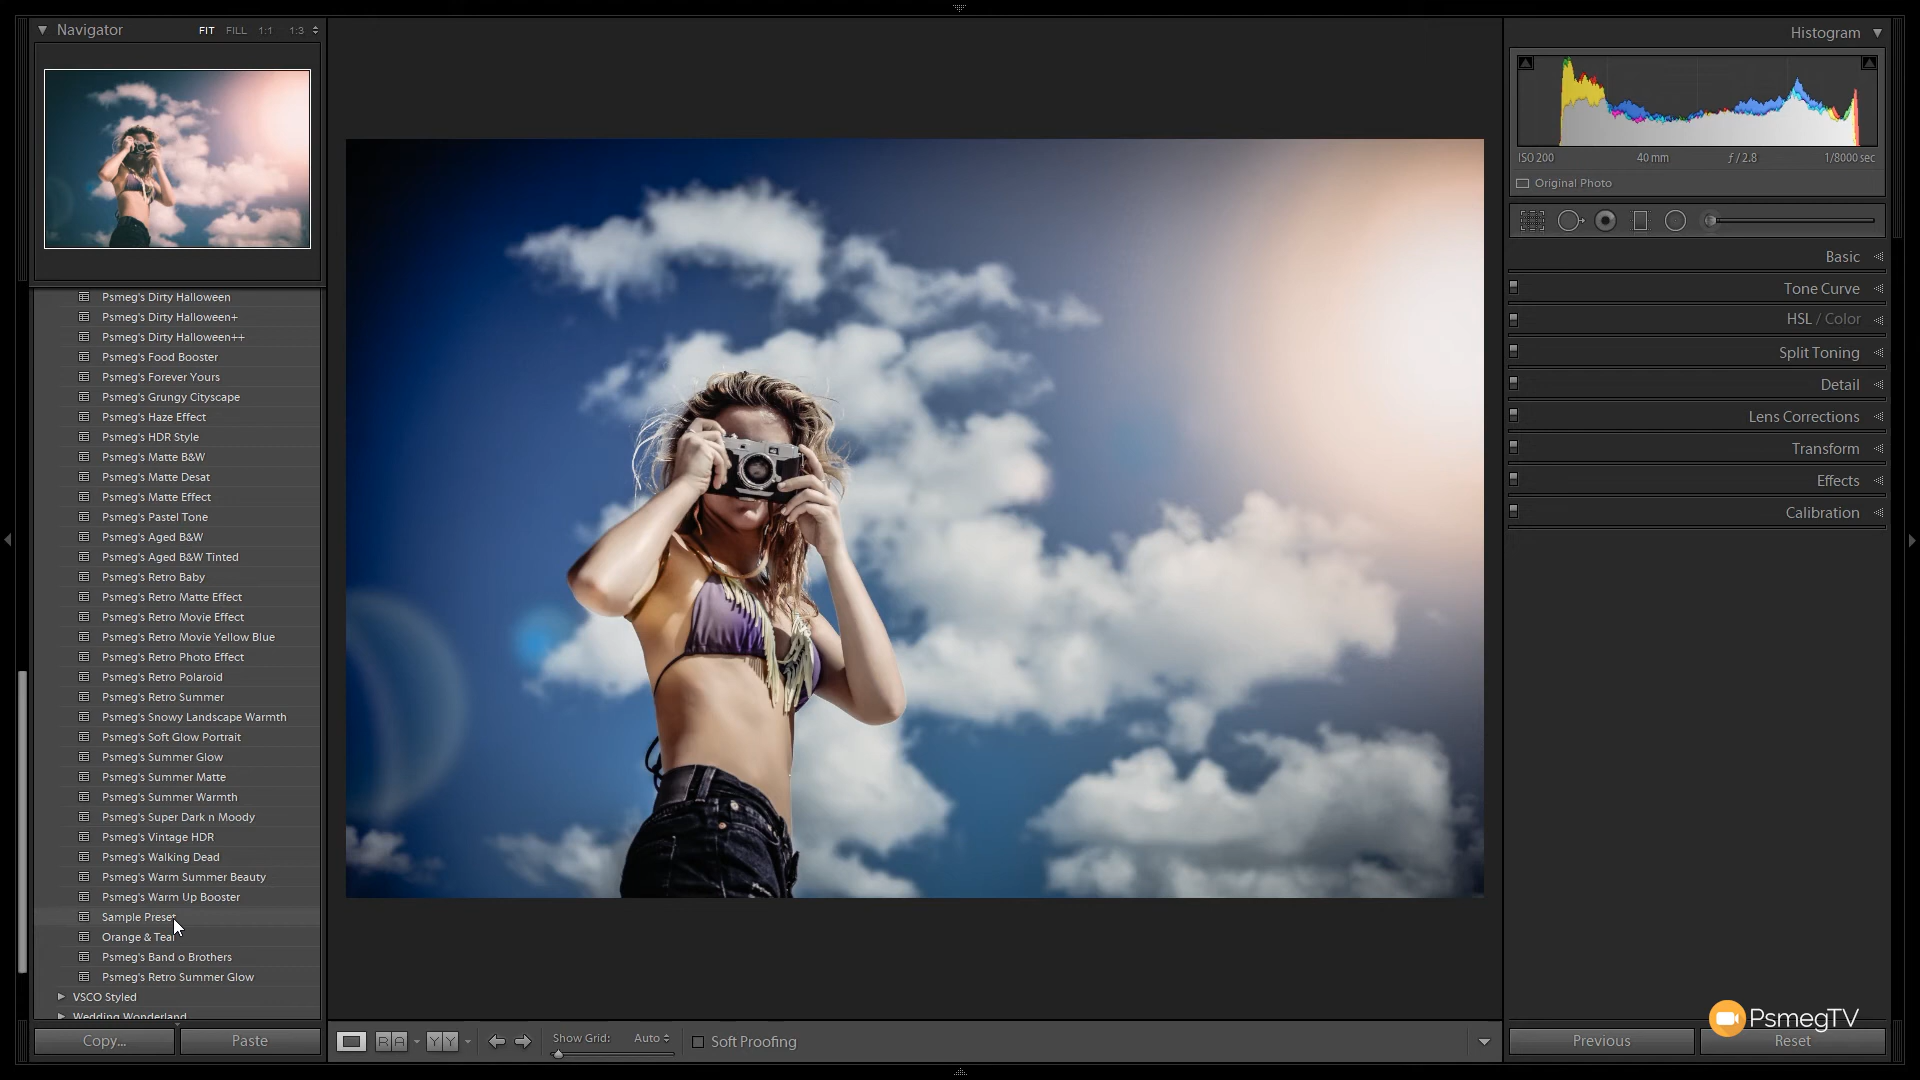 Navigator
FIT FILL 1:1 1:3
Psmeg's Dirty Halloween
Psmeg's Dirty Halloween+
Psmeg's Dirty Halloween++
Psmeg's Food Booster
Psmeg's Forever Yours
Psmeg's Grungy Cityscape
Psmeg's Haze Effect
Psmeg's HDR Style
Psmeg's Matte B&W
Psmeg's Matte Desat
Psmeg's Matte Effect
Psmeg's Pastel Tone
Psmeg's Aged B&W
Psmeg's Aged B&W Tinted
Psmeg's Retro Baby
Psmeg's Retro Matte Effect
Psmeg's Retro Movie Effect
Psmeg's Retro Movie Yellow Blue
Psmeg's Retro Photo Effect
Psmeg's Retro Polaroid
Psmeg's Retro Summer
Psmeg's Snowy Landscape Warmth
Psmeg's Soft Glow Portrait
Psmeg's Summer Glow
Psmeg's Summer Matte
Psmeg's Summer Warmth
Psmeg's Super Dark n Moody
Psmeg's Vintage HDR
Psmeg's Walking Dead
Psmeg's Warm Summer Beauty
Psmeg's Warm Up Booster
Sample Preset
Orange & Teal
Psmeg's Band o Brothers
Psmeg's Retro Summer Glow
VSCO Styled
Wedding Wonderland
Copy...
Paste
R A
Y Y
Show Grid: Auto
Soft Proofing
Histogram
ISO 200 40 mm ƒ / 2.8 1/8000 sec
Original Photo
Basic
Tone Curve
HSL / Color
Split Toning
Detail
Lens Corrections
Transform
Effects
Calibration
PsmegTV
Previous
Reset